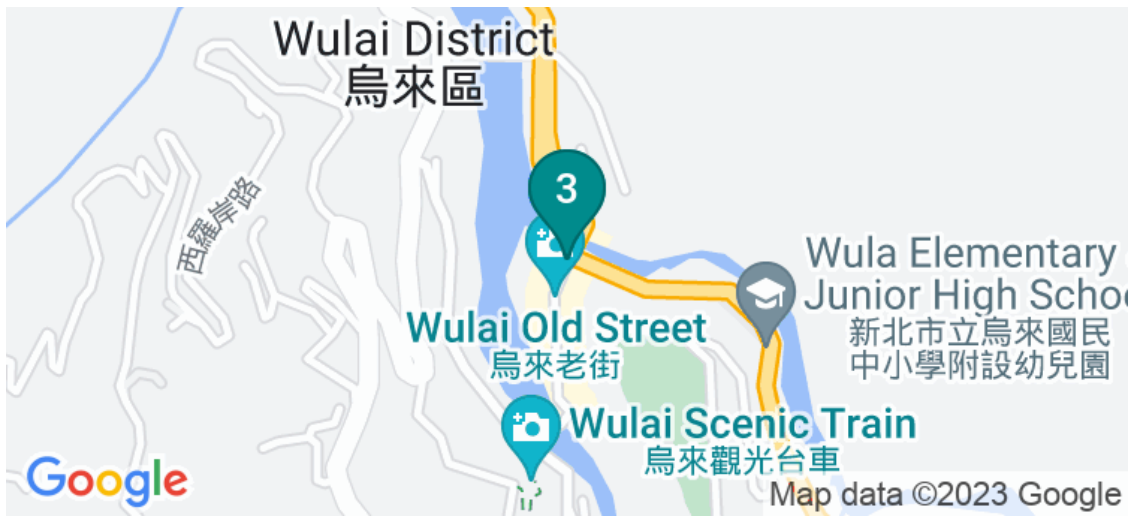 Wulai District
烏來區
3
西羅岸路
Wula Elementary
Junior High Schoo
新北市立烏來國民
中小學附設幼兒園
Wulai Old Street
烏來老街
Wulai Scenic Train
烏來觀光台車
Google
Map data ©2023 Google